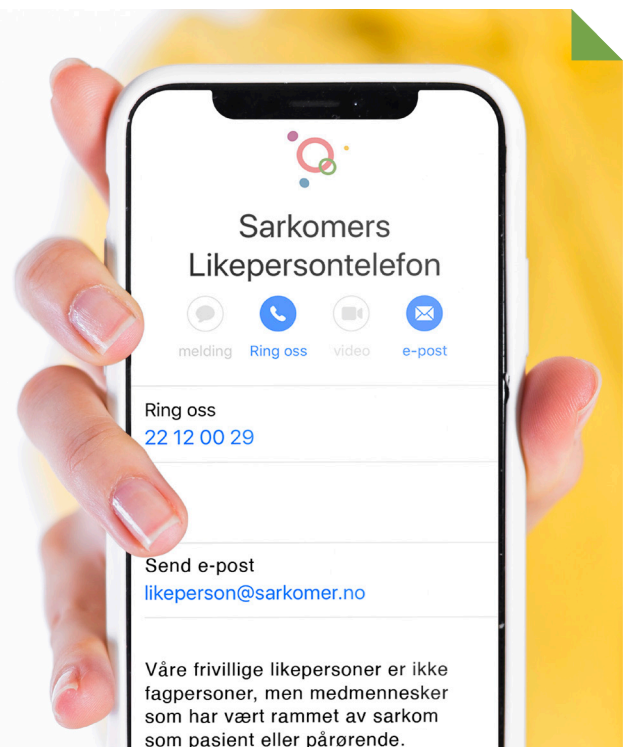 Sarkomers
Likepersontelefon
melding Ring oss video e-post
Ring oss
22 12 00 29
Send e-post
likeperson@sarkomer.no
Våre frivillige likepersoner er ikke
fagpersoner, men medmennesker
som har vært rammet av sarkom
som pasient eller pårørende.